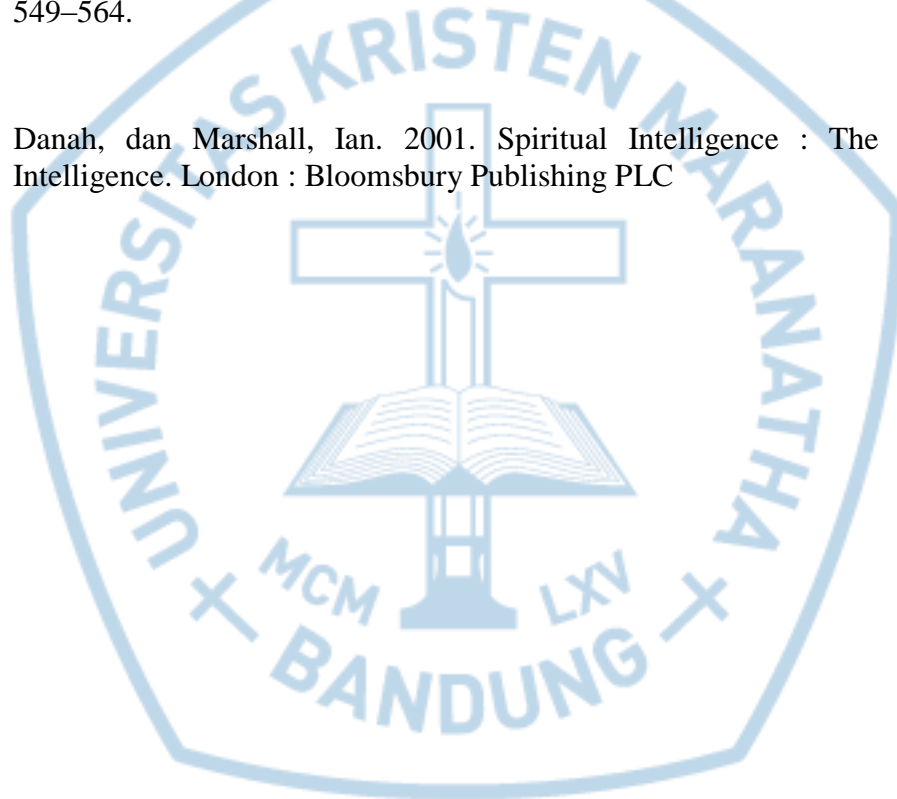 549–564.
Danah, dan Marshall, Ian. 2001. Spiritual Intelligence : The
Intelligence. London : Bloomsbury Publishing PLC
UNIVERSITAS KRISTEN MARANATHA
MCM LXV
BANDUNG